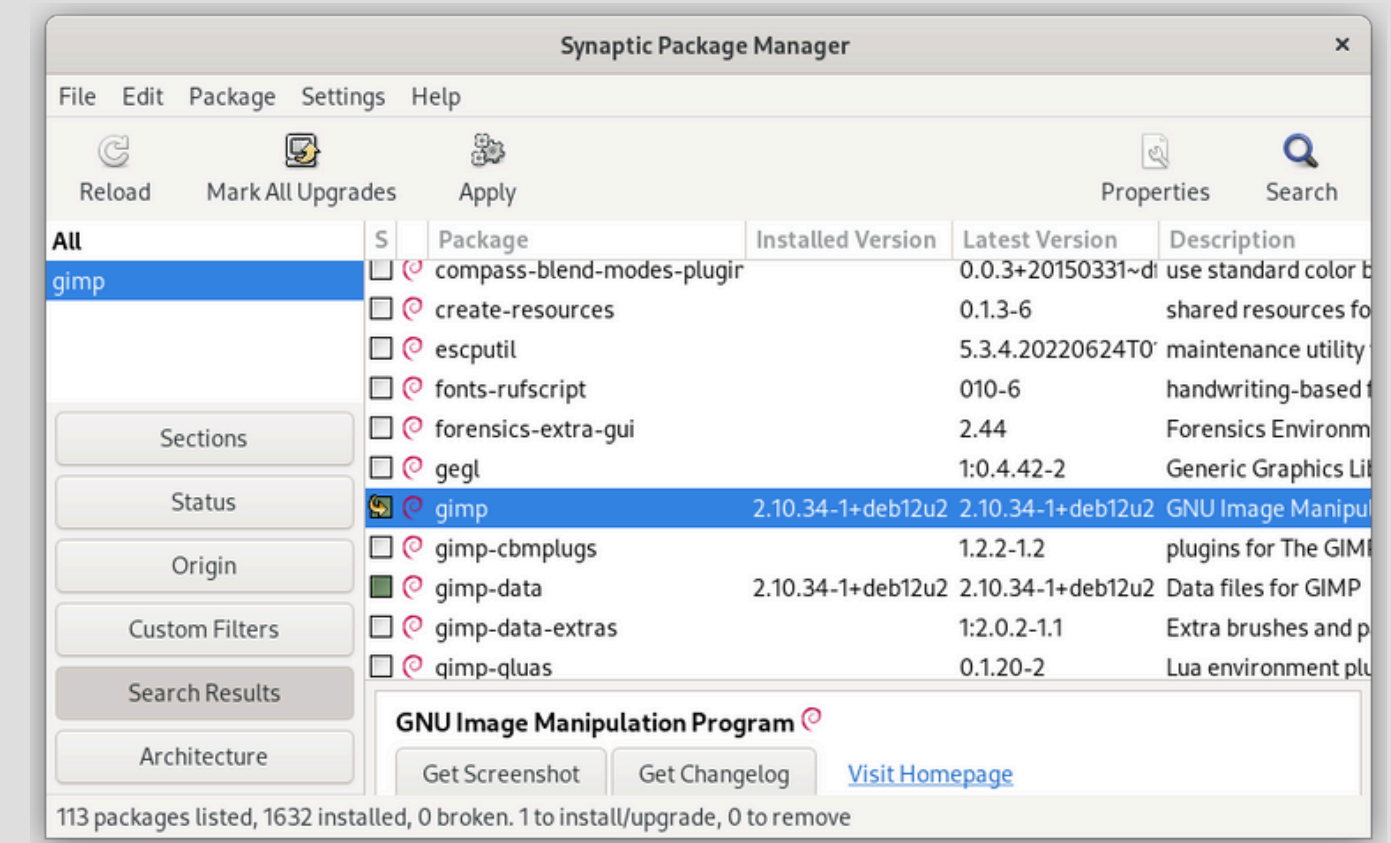 Synaptic Package Manager
File Edit Package Settings Help
Reload Mark All Upgrades Apply Properties Search
All
gimp
Sections
Status
Origin
Custom Filters
Search Results
Architecture
S Package Installed Version Latest Version Description
compass-blend-modes-plugin 0.0.3+20150331~d use standard color b
create-resources 0.1.3-6 shared resources fo
escputil 5.3.4.20220624T0 maintenance utility
fonts-rufscript 010-6 handwriting-based f
forensics-extra-gui 2.44 Forensics Environm
gegl 1:0.4.42-2 Generic Graphics Lib
gimp 2.10.34-1+deb12u2 2.10.34-1+deb12u2 GNU Image Manipul
gimp-cbmplugs 1.2.2-1.2 plugins for The GIMP
gimp-data 2.10.34-1+deb12u2 2.10.34-1+deb12u2 Data files for GIMP
gimp-data-extras 1:2.0.2-1.1 Extra brushes and p
gimp-gluas 0.1.20-2 Lua environment plu
GNU Image Manipulation Program
Get Screenshot Get Changelog Visit Homepage
113 packages listed, 1632 installed, 0 broken. 1 to install/upgrade, 0 to remove